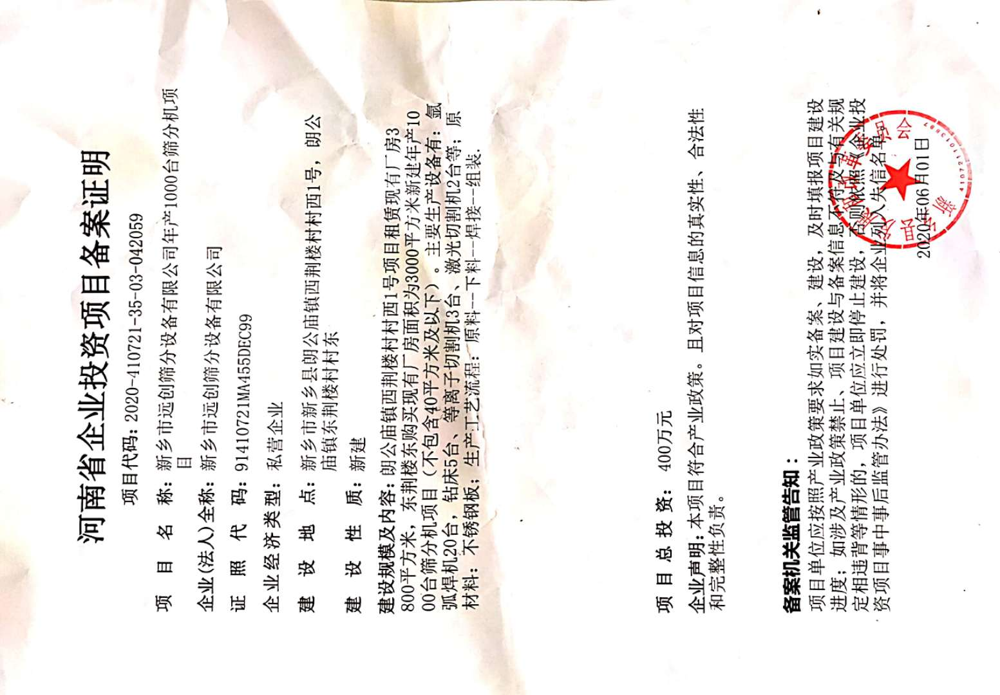 河南省企业投资项目备案证明
项目代码：2020-410721-35-03-042059
项 目 名 称：新乡市远创筛分设备有限公司年产1000台筛分机项
目
企业(法人)全称：新乡市远创筛分设备有限公司
证 照 代 码：91410721MA455DEC99
企业经济类型：私营企业
建 设 地 点：新乡市新乡县朗公庙镇西荆楼村村西1号，朗公
庙镇东荆楼村村东
建 设 性 质：新建
建设规模及内容：朗公庙镇西荆楼村村西1号项目租赁现有厂房3
800平方米，东荆楼东购买现有厂房面积为3000平方米新建年产10
00台筛分机项目（不包含40平方米及以下）。主要生产设备有：氩
弧焊机20台，钻床5台、等离子切割机3台、激光切割机2台等；原
材料：不锈钢板；生产工艺流程：原料--下料--焊接--组装.
项 目 总 投 资：400万元
企业声明：本项目符合产业政策。且对项目信息的真实性、合法性
和完整性负责。
备案机关监管告知：
项目单位应按照产业政策要求如实备案、建设，及时填报项目建设
进度；如涉及产业政策禁止、项目建设与备案信息不符及与有关规
定相违背等情形的，项目单位应立即停止建设，否则依照《企业投
资项目事中事后监管办法》进行处罚，并将企业列入失信名单。
2020年06月01日